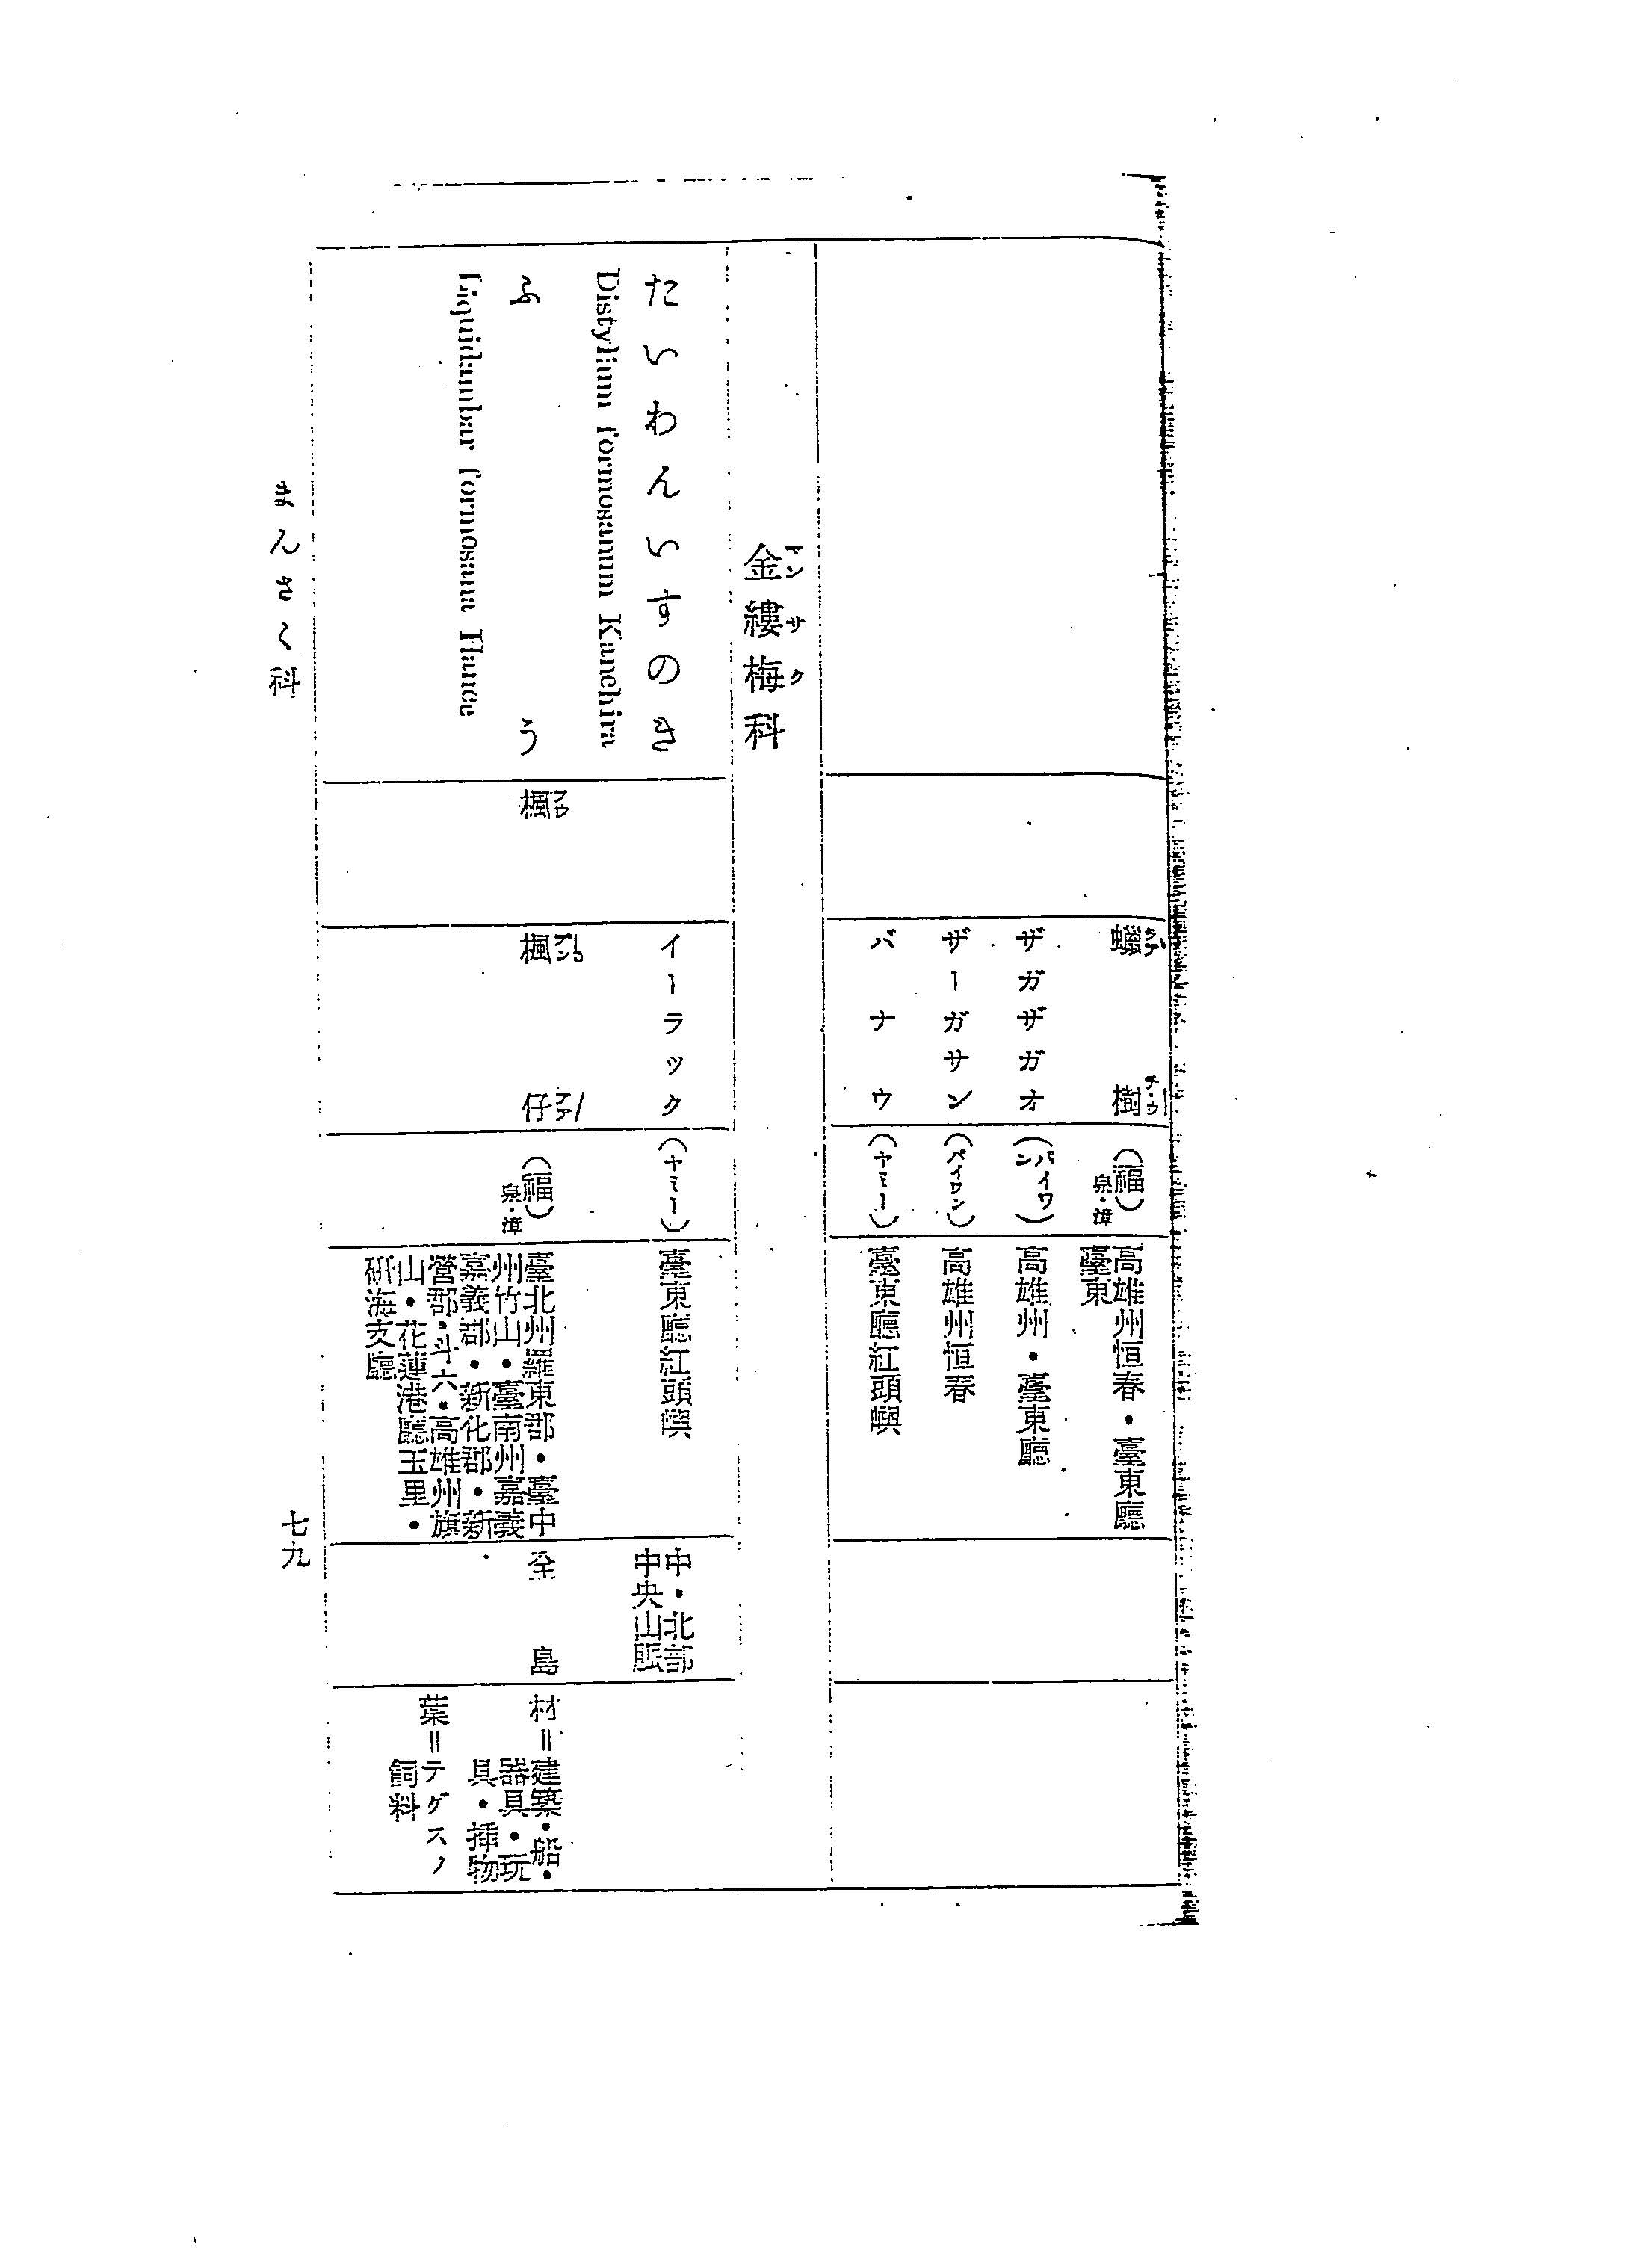 蠟樹
(福)
泉・漳
高雄州恒春・臺東廳
臺東
ザガザガオ
(パイワン)
高雄州・臺東廳
ザーガサン
(パイワン)
高雄州恒春
バナウ
(ヤミー)
臺東廳紅頭嶼
金縷梅科
マンサク
たいわんいすのき
Distylium formosanum Kanehira
イーラック
(ヤミー)
臺東廳紅頭嶼
中・北部
中央山脈
ふう
Liquidambar formosana Hance
楓
フウ
楓仔
(福)
泉・漳
臺北州羅東郡・臺中
州竹山・臺南州嘉義
嘉義郡・新化郡・新
營郡・斗六・高雄州旗
山・花蓮港廳玉里・
研海支廳
全島
材=建築・船・
器具・玩
具・挿物
葉=テグスノ
飼料
まんさく科
七九